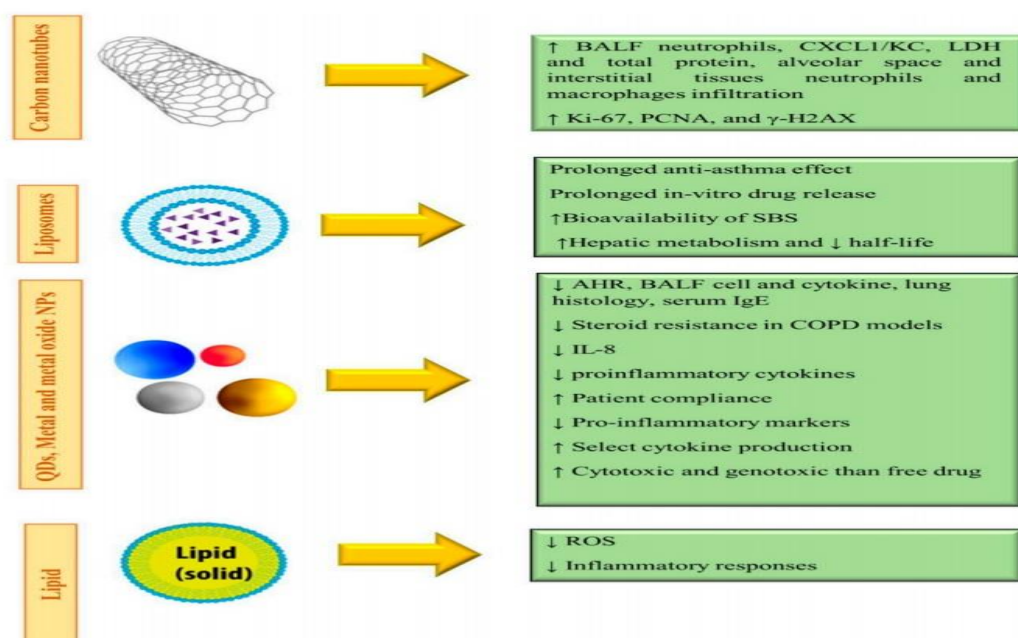 Carbon nanotubes
↑ BALF neutrophils, CXCL1/KC, LDH
and total protein, alveolar space and
interstitial tissues neutrophils and
macrophages infiltration
↑ Ki-67, PCNA, and γ-H2AX
Liposomes
Prolonged anti-asthma effect
Prolonged in-vitro drug release
↑Bioavailability of SBS
↑Hepatic metabolism and ↓ half-life
QDs, Metal and metal oxide NPs
↓ AHR, BALF cell and cytokine, lung
histology, serum IgE
↓ Steroid resistance in COPD models
↓ IL-8
↓ proinflammatory cytokines
↑ Patient compliance
↓ Pro-inflammatory markers
↑ Select cytokine production
↑ Cytotoxic and genotoxic than free drug
Lipid
Lipid
(solid)
↓ ROS
↓ Inflammatory responses